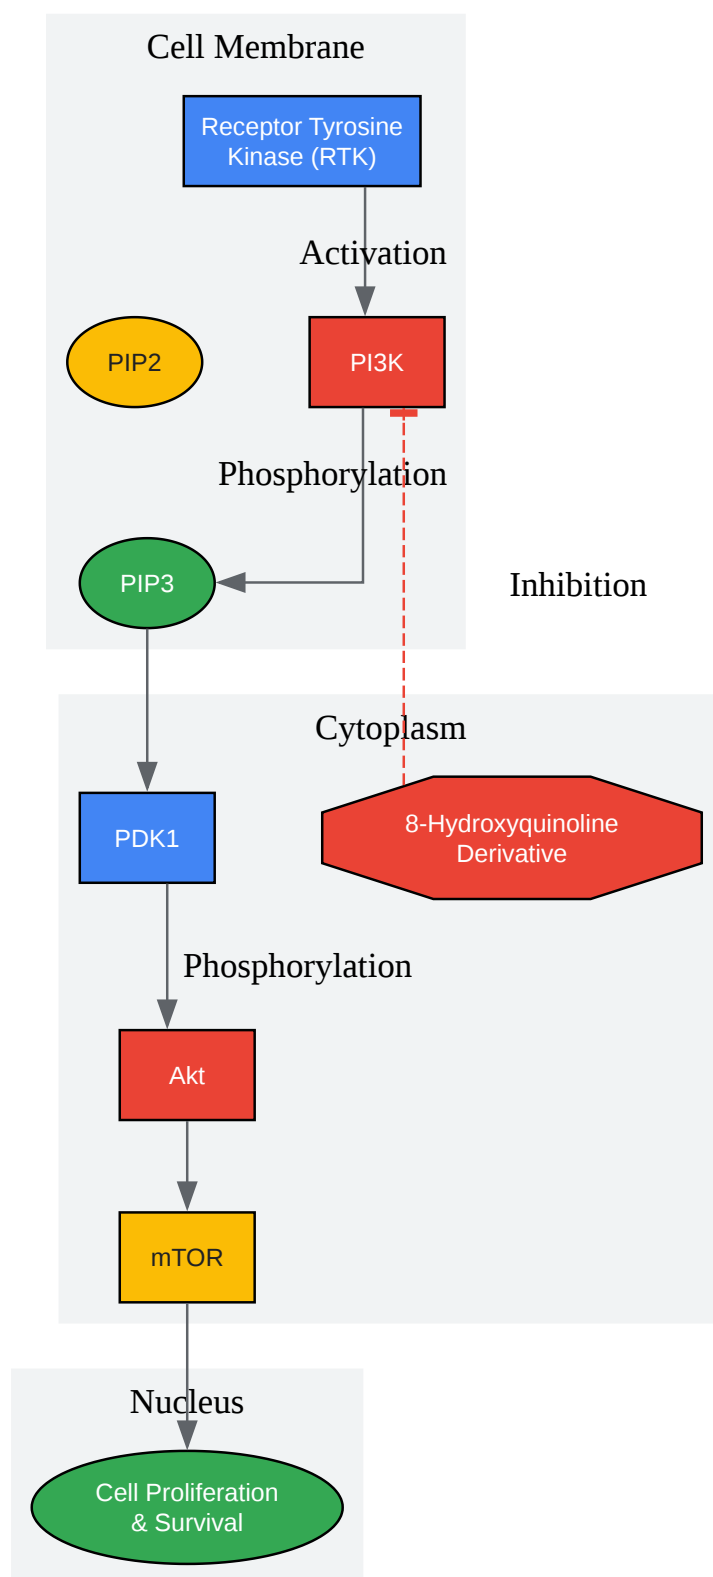 Cell Membrane
Receptor Tyrosine
Kinase (RTK)
Activation
PIP2
PI3K
Phosphorylation
PIP3
Inhibition
Cytoplasm
PDK1
8-Hydroxyquinoline
Derivative
Phosphorylation
Akt
mTOR
Nucleus
Cell Proliferation
& Survival